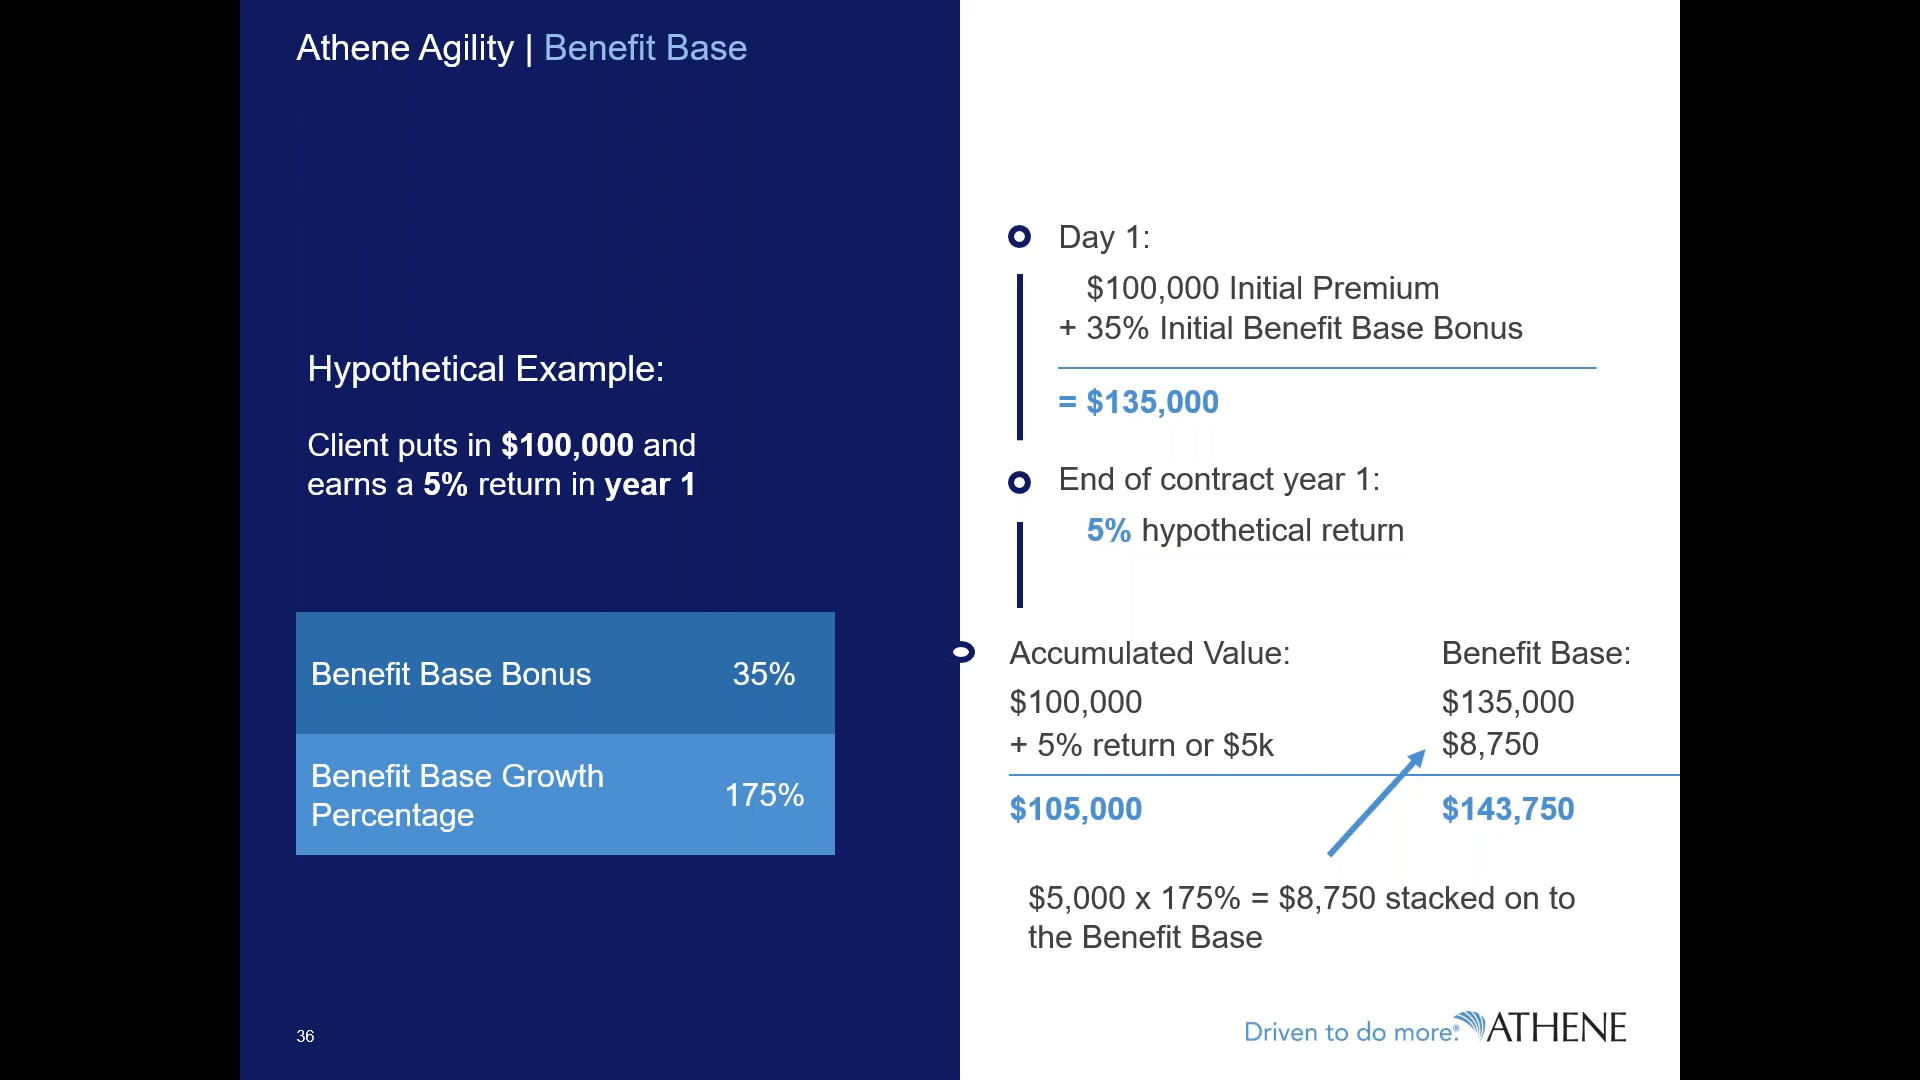 Athene Agility | Benefit Base
Hypothetical Example:
Client puts in $100,000 and
earns a 5% return in year 1
Benefit Base Bonus 35%
Benefit Base Growth
Percentage
175%
36
Day 1:
$100,000 Initial Premium
+ 35% Initial Benefit Base Bonus
= $135,000
End of contract year 1:
5% hypothetical return
Accumulated Value:
$100,000
+ 5% return or $5k
$105,000
Benefit Base:
$135,000
$8,750
$143,750
$5,000 x 175% = $8,750 stacked on to
the Benefit Base
Driven to do more.® ATHENE